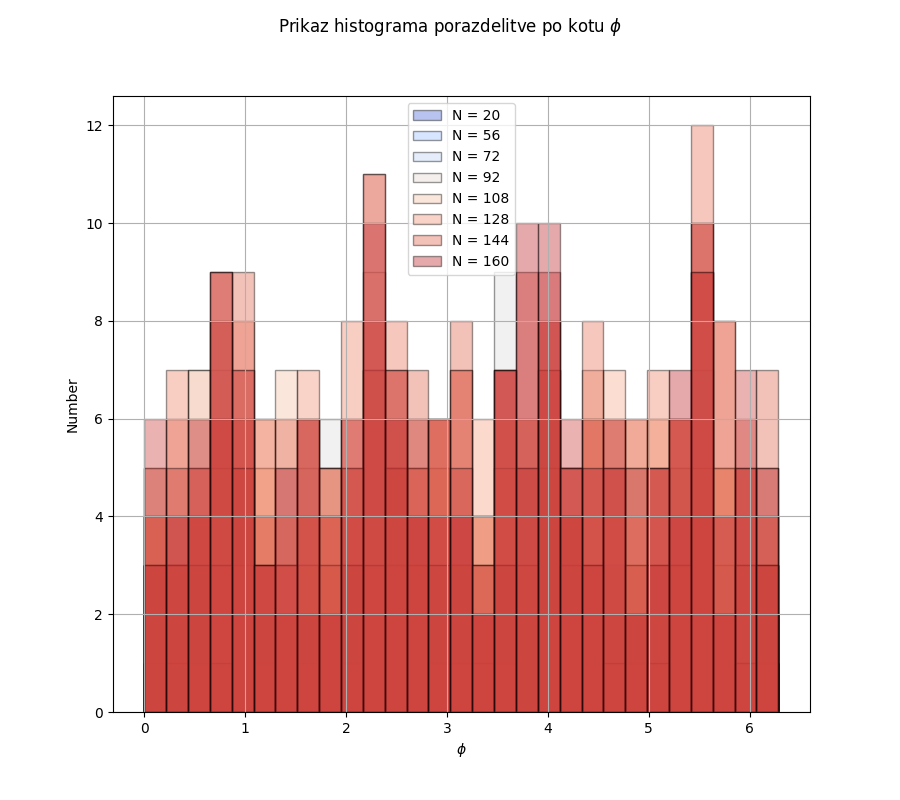 Prikaz histograma porazdelitve po kotu ϕ
N = 20
N = 56
N = 72
N = 92
N = 108
N = 128
N = 144
N = 160
12
10
8
6
4
2
0
Number
0 1 2 3 4 5 6
ϕ